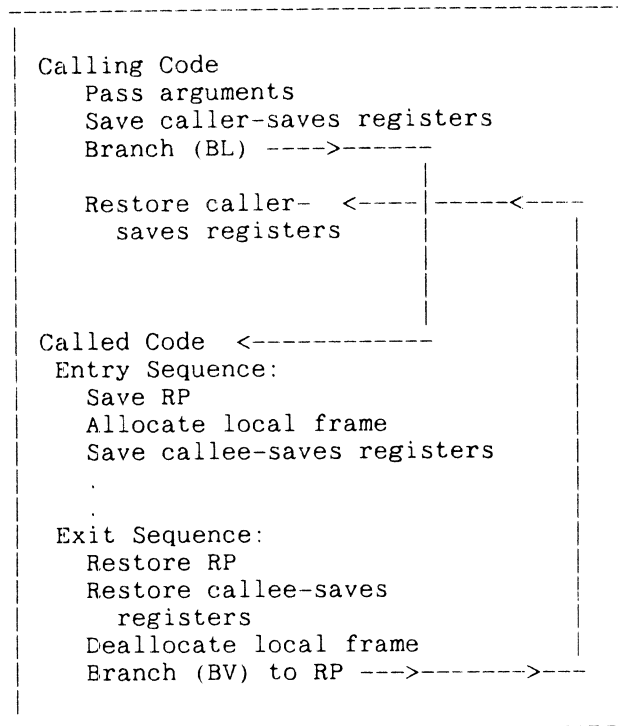 Calling Code
Pass arguments
Save caller-saves registers
Branch (BL) ---->------
Restore caller- <----|-----<----
saves registers
Called Code <------------
Entry Sequence:
Save RP
Allocate local frame
Save callee-saves registers
.
.
Exit Sequence:
Restore RP
Restore callee-saves
registers
Deallocate local frame
Branch (BV) to RP --->------->---